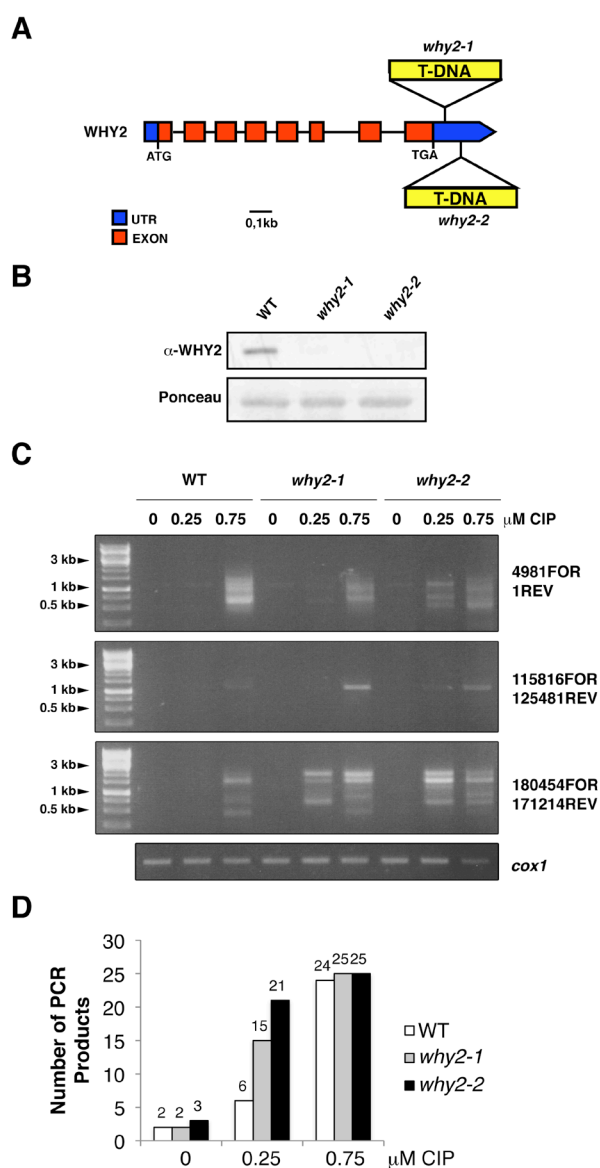 A
why2-1
T-DNA
WHY2
ATG
TGA
T-DNA
why2-2
UTR
EXON
0,1kb
B
WT
why2-1
why2-2
α-WHY2
Ponceau
C
WT
why2-1
why2-2
0 0.25 0.75 0 0.25 0.75 0 0.25 0.75 μM CIP
3 kb
1 kb
0.5 kb
4981FOR
1REV
3 kb
1 kb
0.5 kb
115816FOR
125481REV
3 kb
1 kb
0.5 kb
180454FOR
171214REV
cox1
D
Number of PCR
Products
30
25
20
15
10
5
0
2 2 3
6 15 21
24 25 25
WT
why2-1
why2-2
0 0.25 0.75 μM CIP